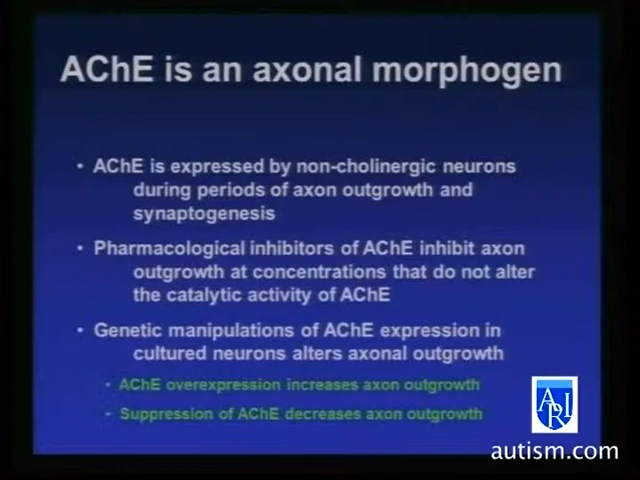 AChE is an axonal morphogen
• AChE is expressed by non-cholinergic neurons
during periods of axon outgrowth and
synaptogenesis
• Pharmacological inhibitors of AChE inhibit axon
outgrowth at concentrations that do not alter
the catalytic activity of AChE
• Genetic manipulations of AChE expression in
cultured neurons alters axonal outgrowth
• AChE overexpression increases axon outgrowth
• Suppression of AChE decreases axon outgrowth
ARI
autism.com